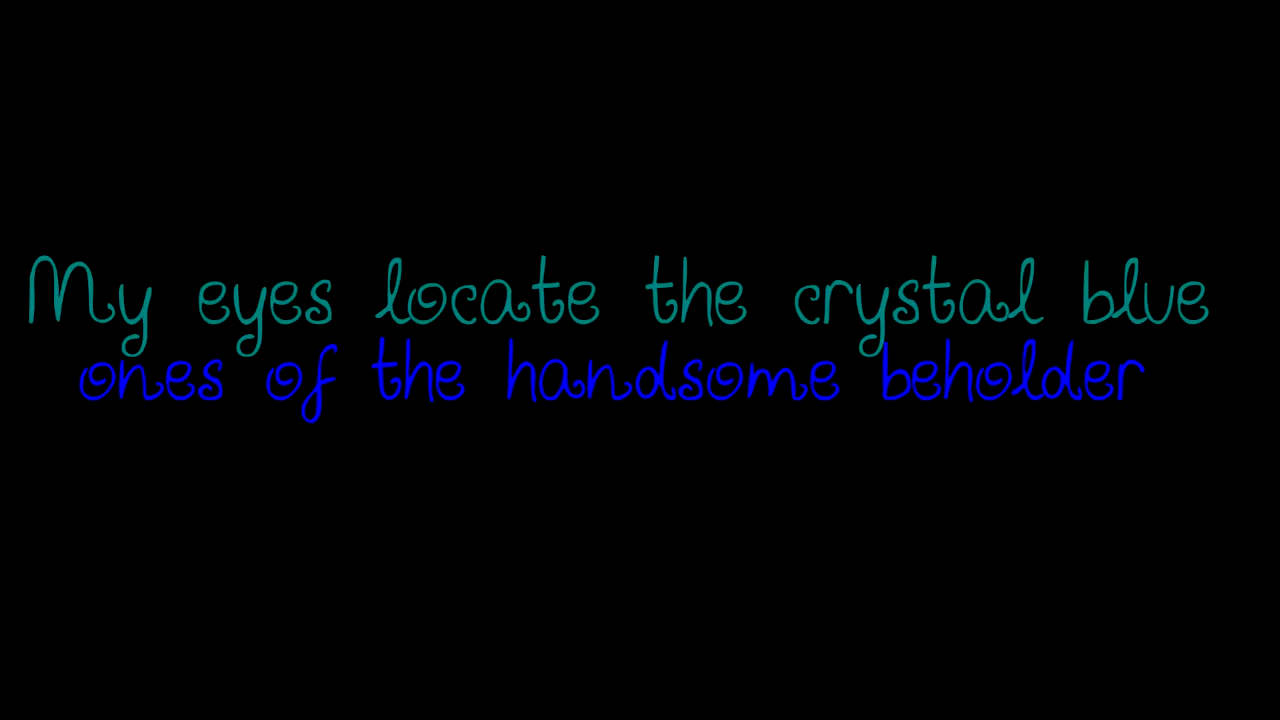 My eyes locate the crystal blue
ones of the handsome beholder